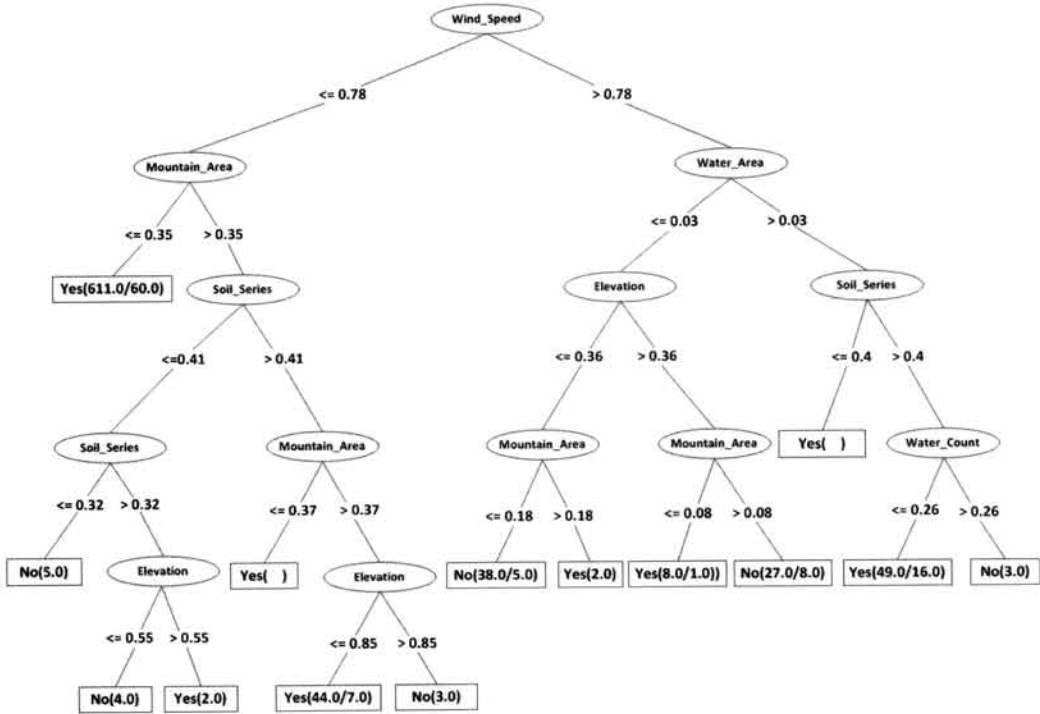 Wind_Speed
<= 0.78
> 0.78
Mountain_Area
Water_Area
<= 0.35
> 0.35
<= 0.03
> 0.03
Yes(611.0/60.0)
Soil_Series
Elevation
Soil_Series
<=0.41
> 0.41
<= 0.36
> 0.36
<= 0.4
> 0.4
Soil_Series
Mountain_Area
Mountain_Area
Mountain_Area
Yes( )
Water_Count
<= 0.32
> 0.32
<= 0.37
> 0.37
<= 0.18
> 0.18
<= 0.08
> 0.08
<= 0.26
> 0.26
No(5.0)
Elevation
Yes( )
Elevation
No(38.0/5.0)
Yes(2.0)
Yes(8.0/1.0))
No(27.0/8.0)
Yes(49.0/16.0)
No(3.0)
<= 0.55
> 0.55
<= 0.85
> 0.85
No(4.0)
Yes(2.0)
Yes(44.0/7.0)
No(3.0)